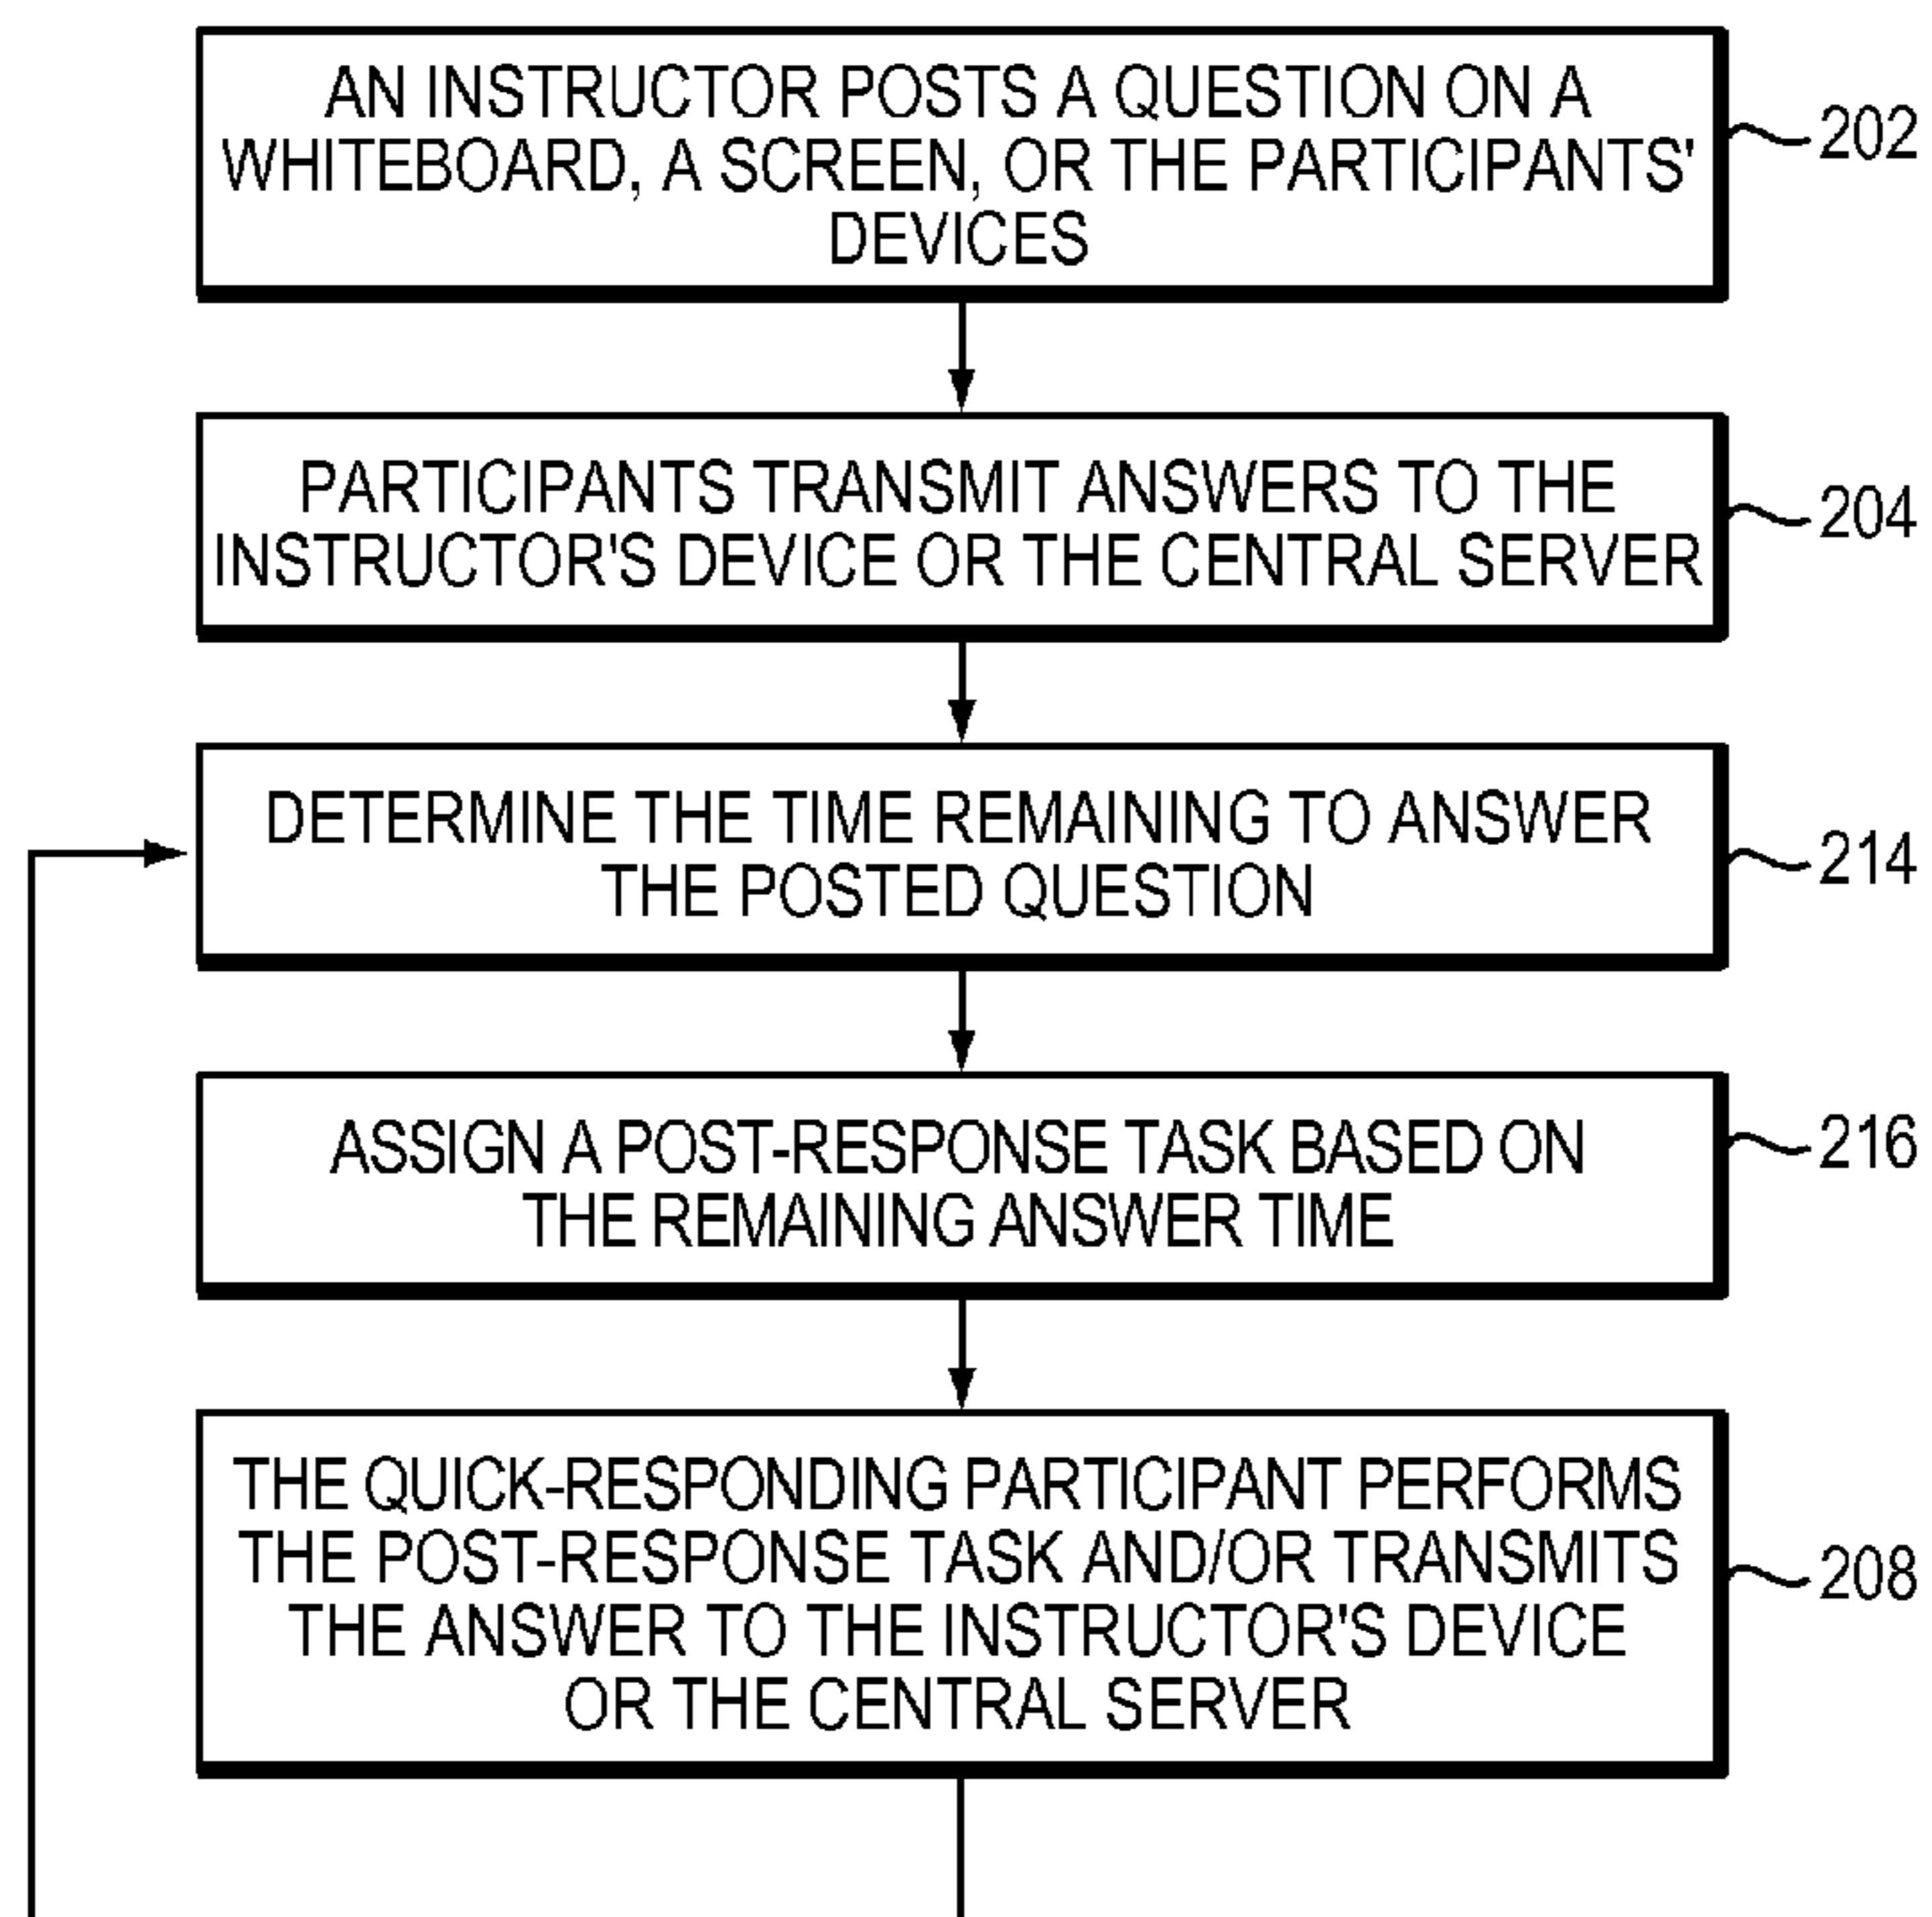 AN INSTRUCTOR POSTS A QUESTION ON A
WHITEBOARD, A SCREEN, OR THE PARTICIPANTS'
DEVICES
202
PARTICIPANTS TRANSMIT ANSWERS TO THE
INSTRUCTOR'S DEVICE OR THE CENTRAL SERVER
204
DETERMINE THE TIME REMAINING TO ANSWER
THE POSTED QUESTION
214
ASSIGN A POST-RESPONSE TASK BASED ON
THE REMAINING ANSWER TIME
216
THE QUICK-RESPONDING PARTICIPANT PERFORMS
THE POST-RESPONSE TASK AND/OR TRANSMITS
THE ANSWER TO THE INSTRUCTOR'S DEVICE
OR THE CENTRAL SERVER
208